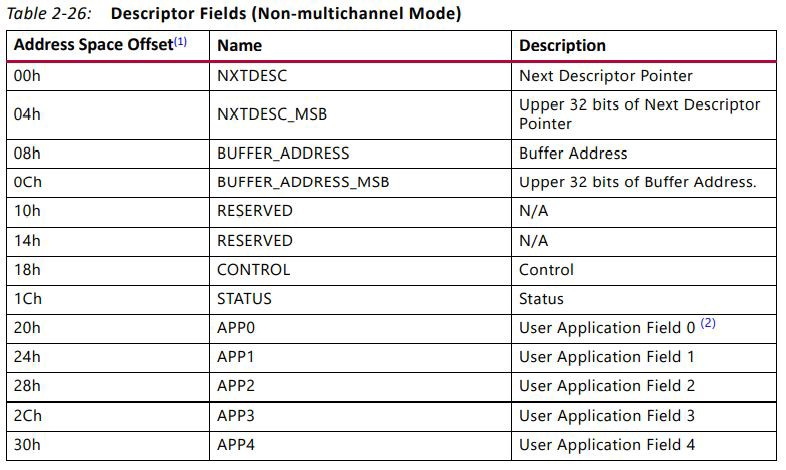 Table 2-26: Descriptor Fields (Non-multichannel Mode)
Address Space Offset(1) Name Description
00h NXTDESC Next Descriptor Pointer
04h NXTDESC_MSB Upper 32 bits of Next Descriptor
Pointer
08h BUFFER_ADDRESS Buffer Address
0Ch BUFFER_ADDRESS_MSB Upper 32 bits of Buffer Address.
10h RESERVED N/A
14h RESERVED N/A
18h CONTROL Control
1Ch STATUS Status
20h APP0 User Application Field 0 (2)
24h APP1 User Application Field 1
28h APP2 User Application Field 2
2Ch APP3 User Application Field 3
30h APP4 User Application Field 4